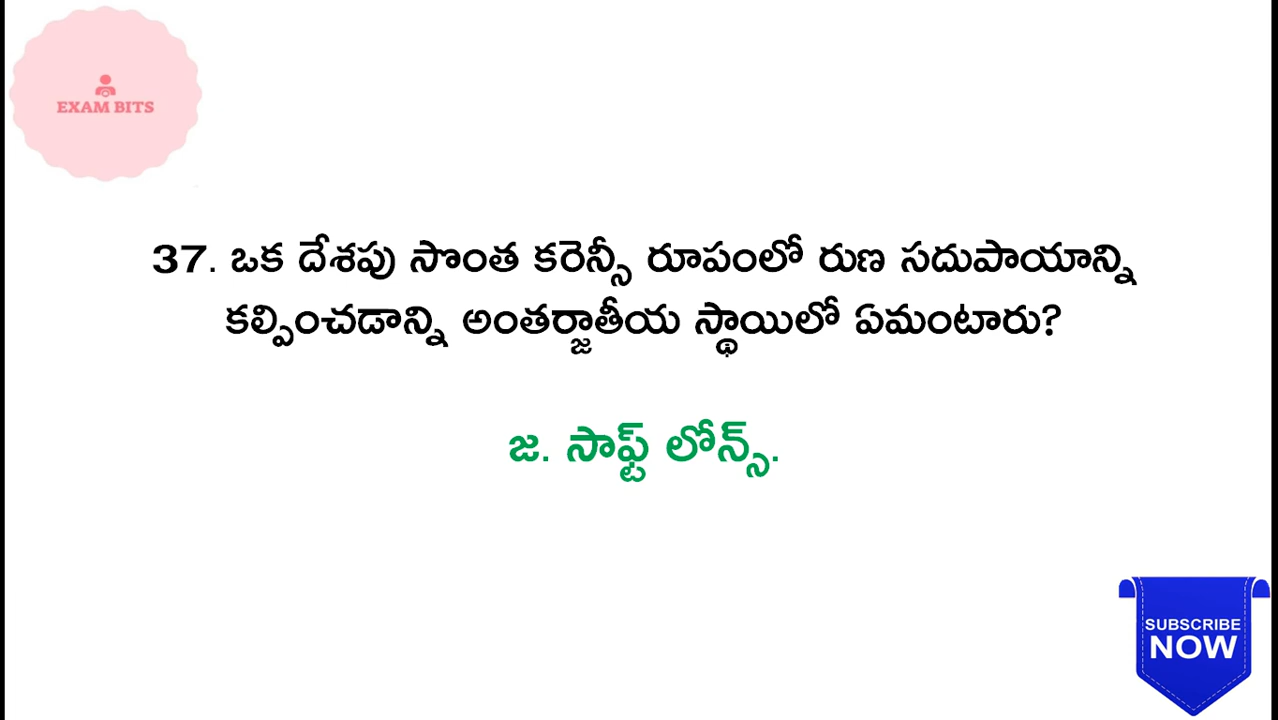 EXAM BITS
37. ఒక దేశపు సొంత కరెన్సీ రూపంలో రుణ సదుపాయాన్ని
కల్పించడాన్ని అంతర్జాతీయ స్థాయిలో ఏమంటారు?
జ. సాఫ్ట్ లోన్స్.
SUBSCRIBE
NOW